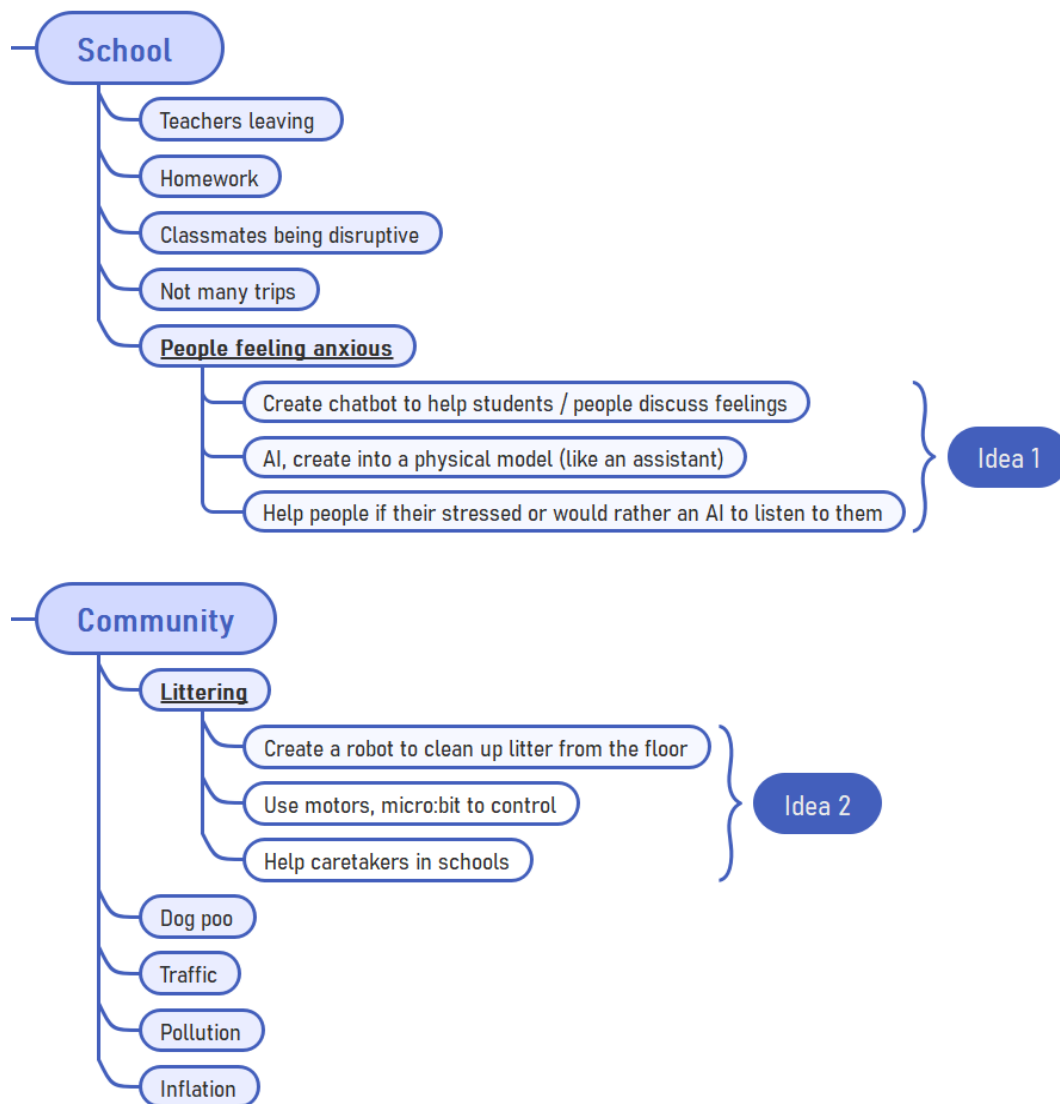 School
Teachers leaving
Homework
Classmates being disruptive
Not many trips
People feeling anxious
Create chatbot to help students / people discuss feelings
AI, create into a physical model (like an assistant)
Help people if their stressed or would rather an AI to listen to them
Idea 1
Community
Littering
Create a robot to clean up litter from the floor
Use motors, micro:bit to control
Help caretakers in schools
Idea 2
Dog poo
Traffic
Pollution
Inflation